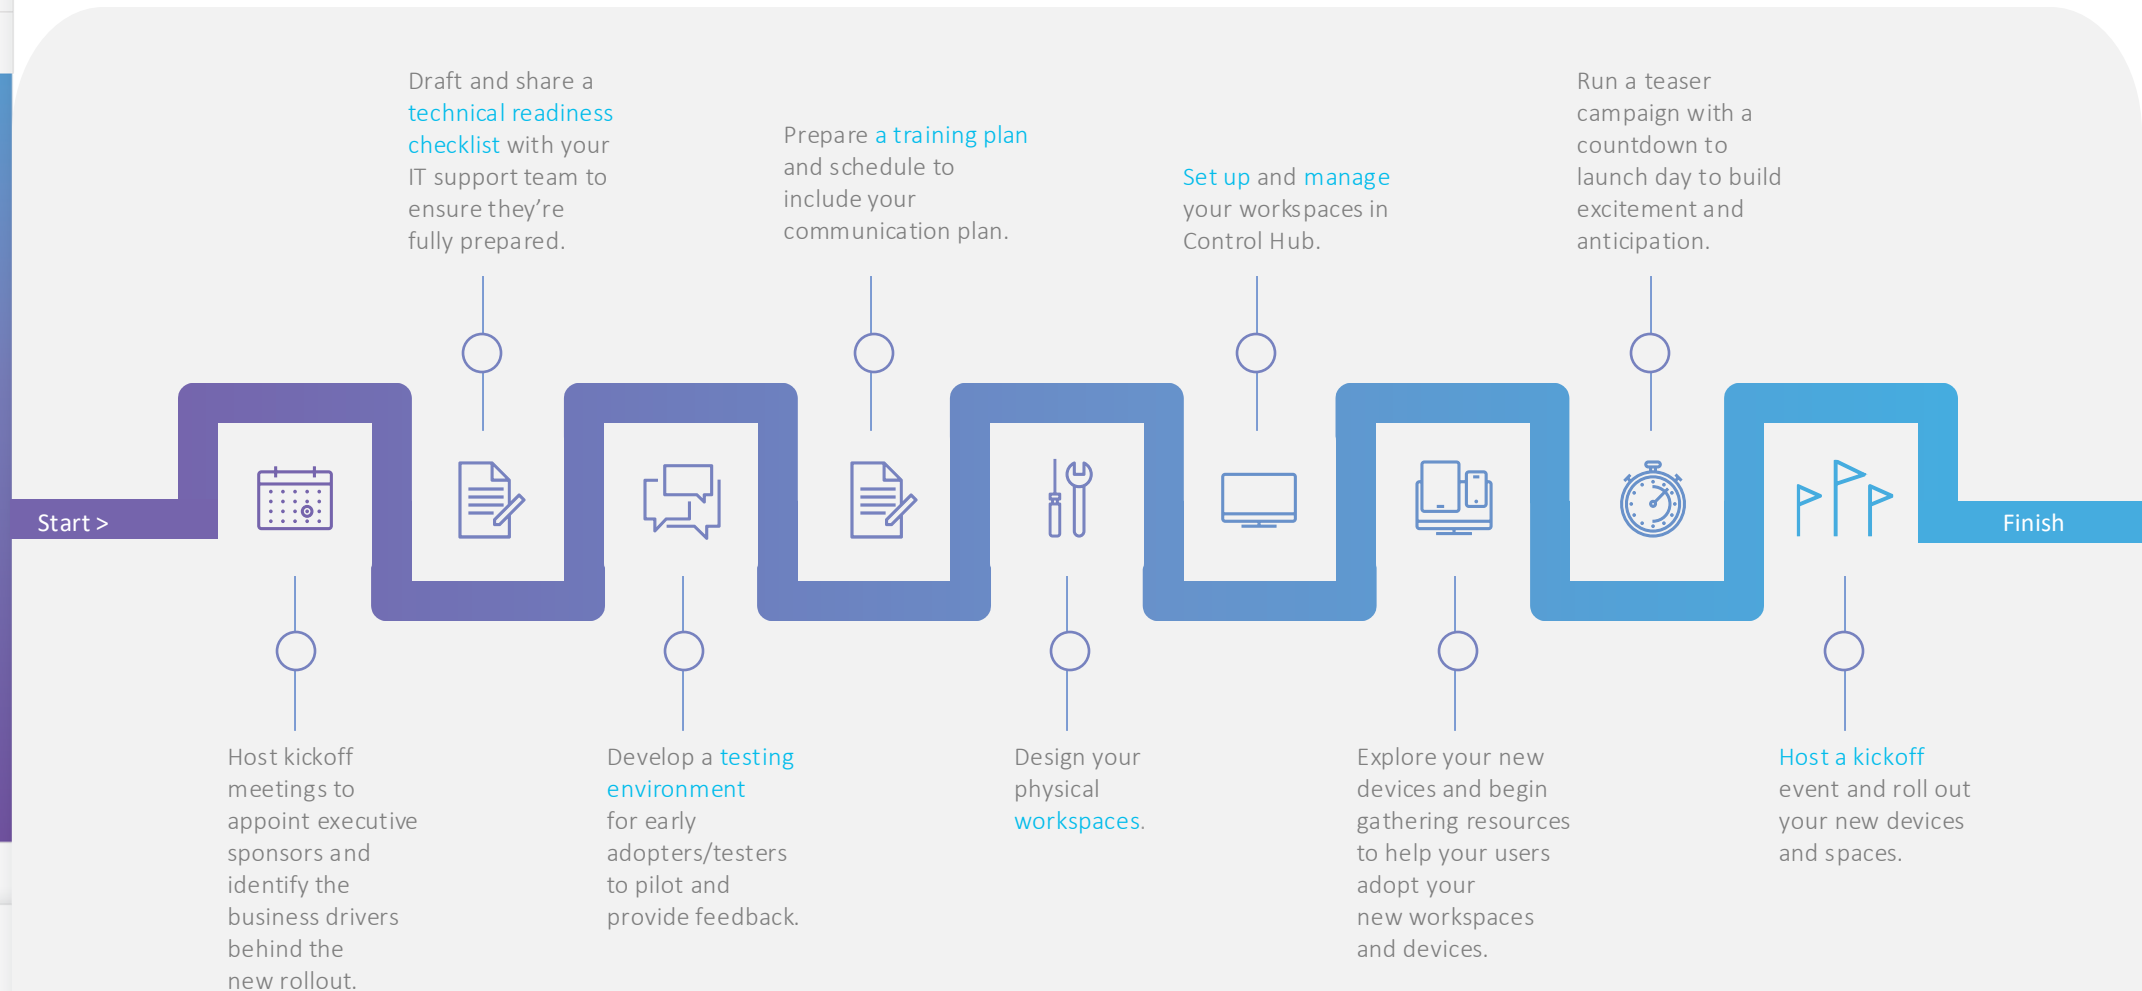 Start >
Host kickoff
meetings to
appoint executive
sponsors and
identify the
business drivers
behind the
new rollout.
Draft and share a
technical readiness
checklist with your
IT support team to
ensure they’re
fully prepared.
Develop a testing
environment
for early
adopters/testers
to pilot and
provide feedback.
Prepare a training plan
and schedule to
include your
communication plan.
Design your
physical
workspaces.
Set up and manage
your workspaces in
Control Hub.
Explore your new
devices and begin
gathering resources
to help your users
adopt your
new workspaces
and devices.
Run a teaser
campaign with a
countdown to
launch day to build
excitement and
anticipation.
Host a kickoff
event and roll out
your new devices
and spaces.
Finish